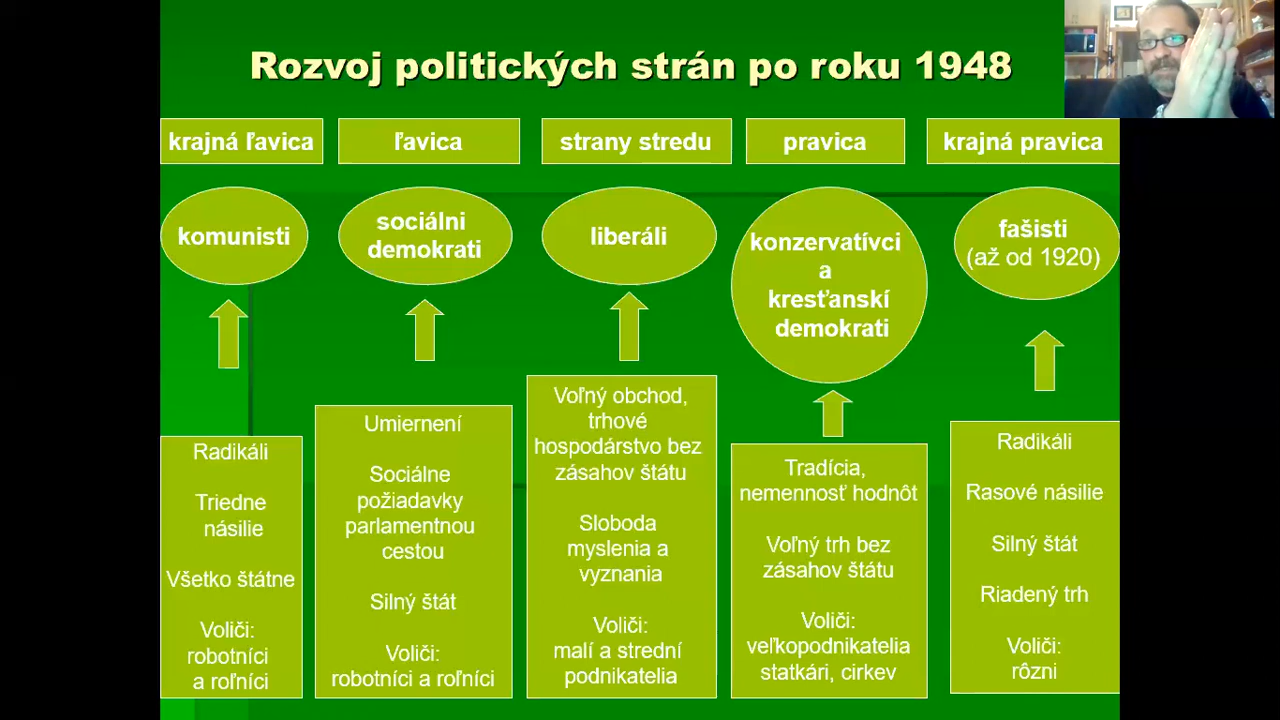 Rozvoj politických strán po roku 1948
krajná ľavica
ľavica
strany stredu
pravica
krajná pravica
komunisti
sociálni
demokrati
liberáli
konzervatívci
a
kresťanskí
demokrati
fašisti
(až od 1920)
Radikáli
Triedne
násilie
Všetko štátne
Voliči:
robotníci
a roľníci
Umiernení
Sociálne
požiadavky
parlamentnou
cestou
Silný štát
Voliči:
robotníci a roľníci
Voľný obchod,
trhové
hospodárstvo bez
zásahov štátu
Sloboda
myslenia a
vyznania
Voliči:
malí a strední
podnikatelia
Tradícia,
nemennosť hodnôt
Voľný trh bez
zásahov štátu
Voliči:
veľkopodnikatelia
statkári, cirkev
Radikáli
Rasové násilie
Silný štát
Riadený trh
Voliči:
rôzni